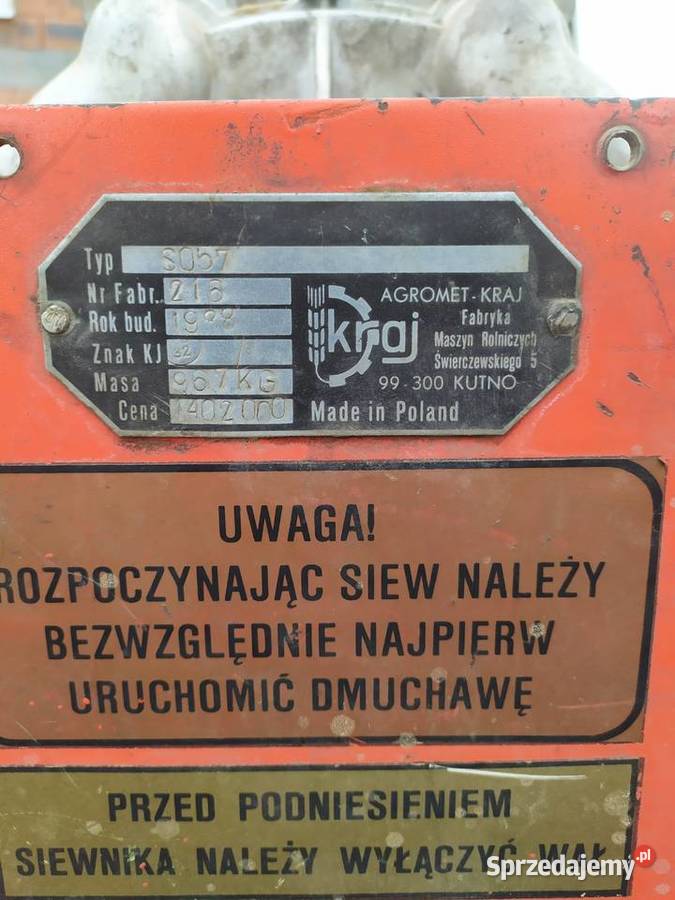 Typ S057
Nr Fabr.. 216
Rok bud. 1988
Znak KJ
Masa 967 KG
Cena 1402000
kraj
AGROMET-KRAJ
Fabryka
Maszyn Rolniczych
Świerczewskiego 5
99-300 KUTNO
Made in Poland
UWAGA!
ROZPOCZYNAJĄC SIEW NALEŻY
BEZWZGLĘDNIE NAJPIERW
URUCHOMIĆ DMUCHAWĘ
PRZED PODNIESIENIEM
SIEWNIKA NALEŻY WYŁĄCZYĆ WAŁ
Sprzedajemy.pl